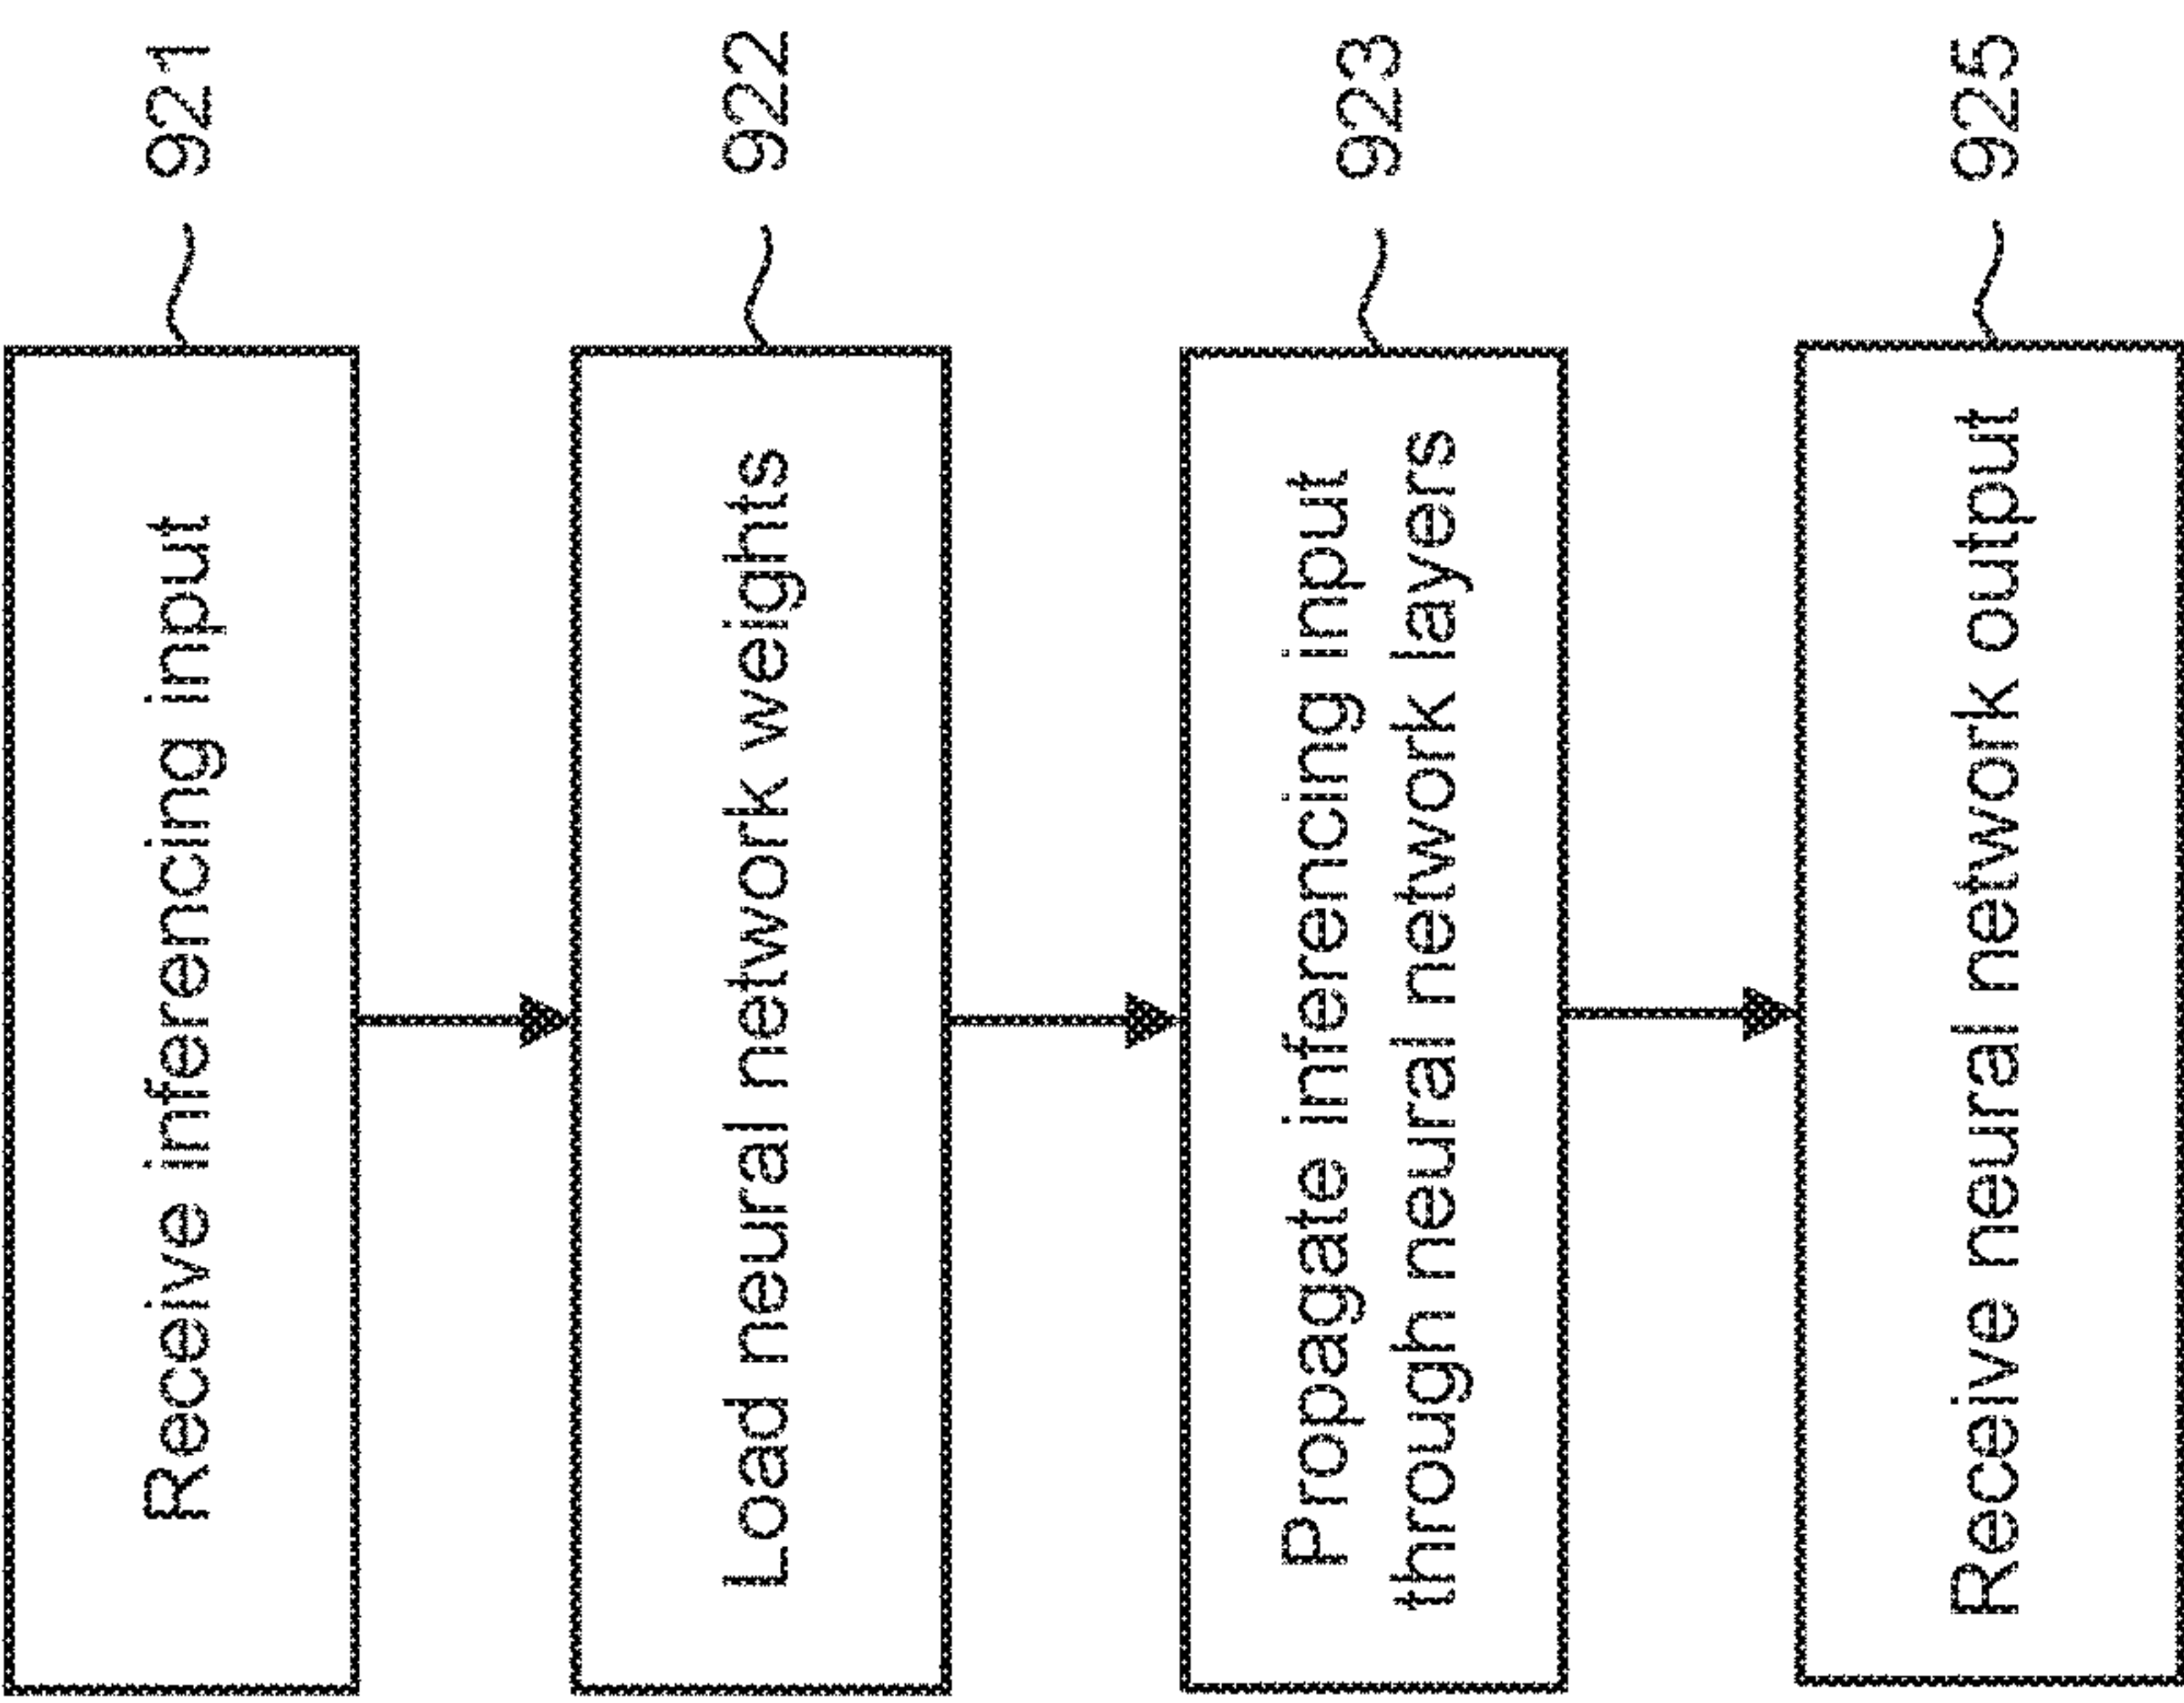 Receive inferencing input
921
Load neural network weights
922
Propagate inferencing input
through neural network layers
923
Receive neural network output
925